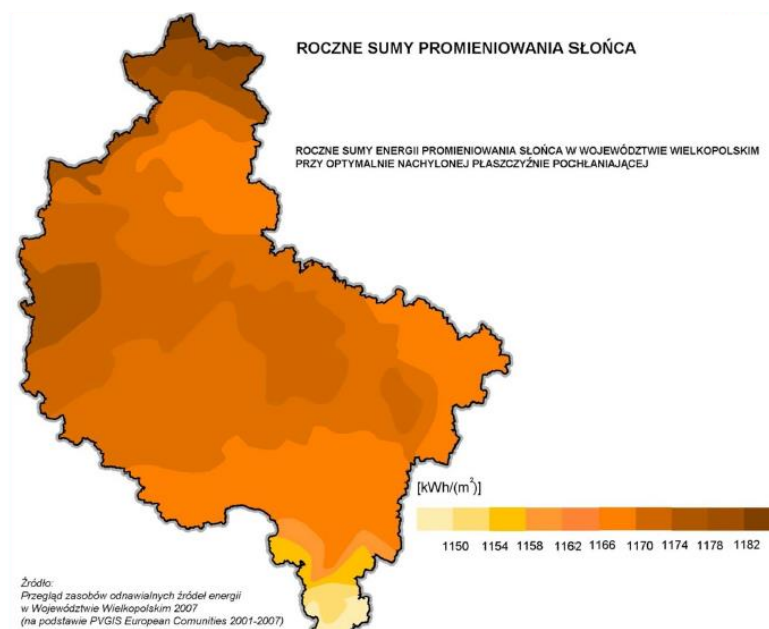 ROCZNE SUMY PROMIENIOWANIA SŁOŃCA
ROCZNE SUMY ENERGII PROMIENIOWANIA SŁOŃCA W WOJEWÓDZTWIE WIELKOPOLSKIM
PRZY OPTYMALNIE NACHYLONEJ PŁASZCZYŹNIE POCHŁANIAJĄCEJ
[kWh/(m²)]
1150 1154 1158 1162 1166 1170 1174 1178 1182
Źródło:
Przegląd zasobów odnawialnych źródeł energii
w Województwie Wielkopolskim 2007
(na podstawie PVGIS European Comunities 2001-2007)